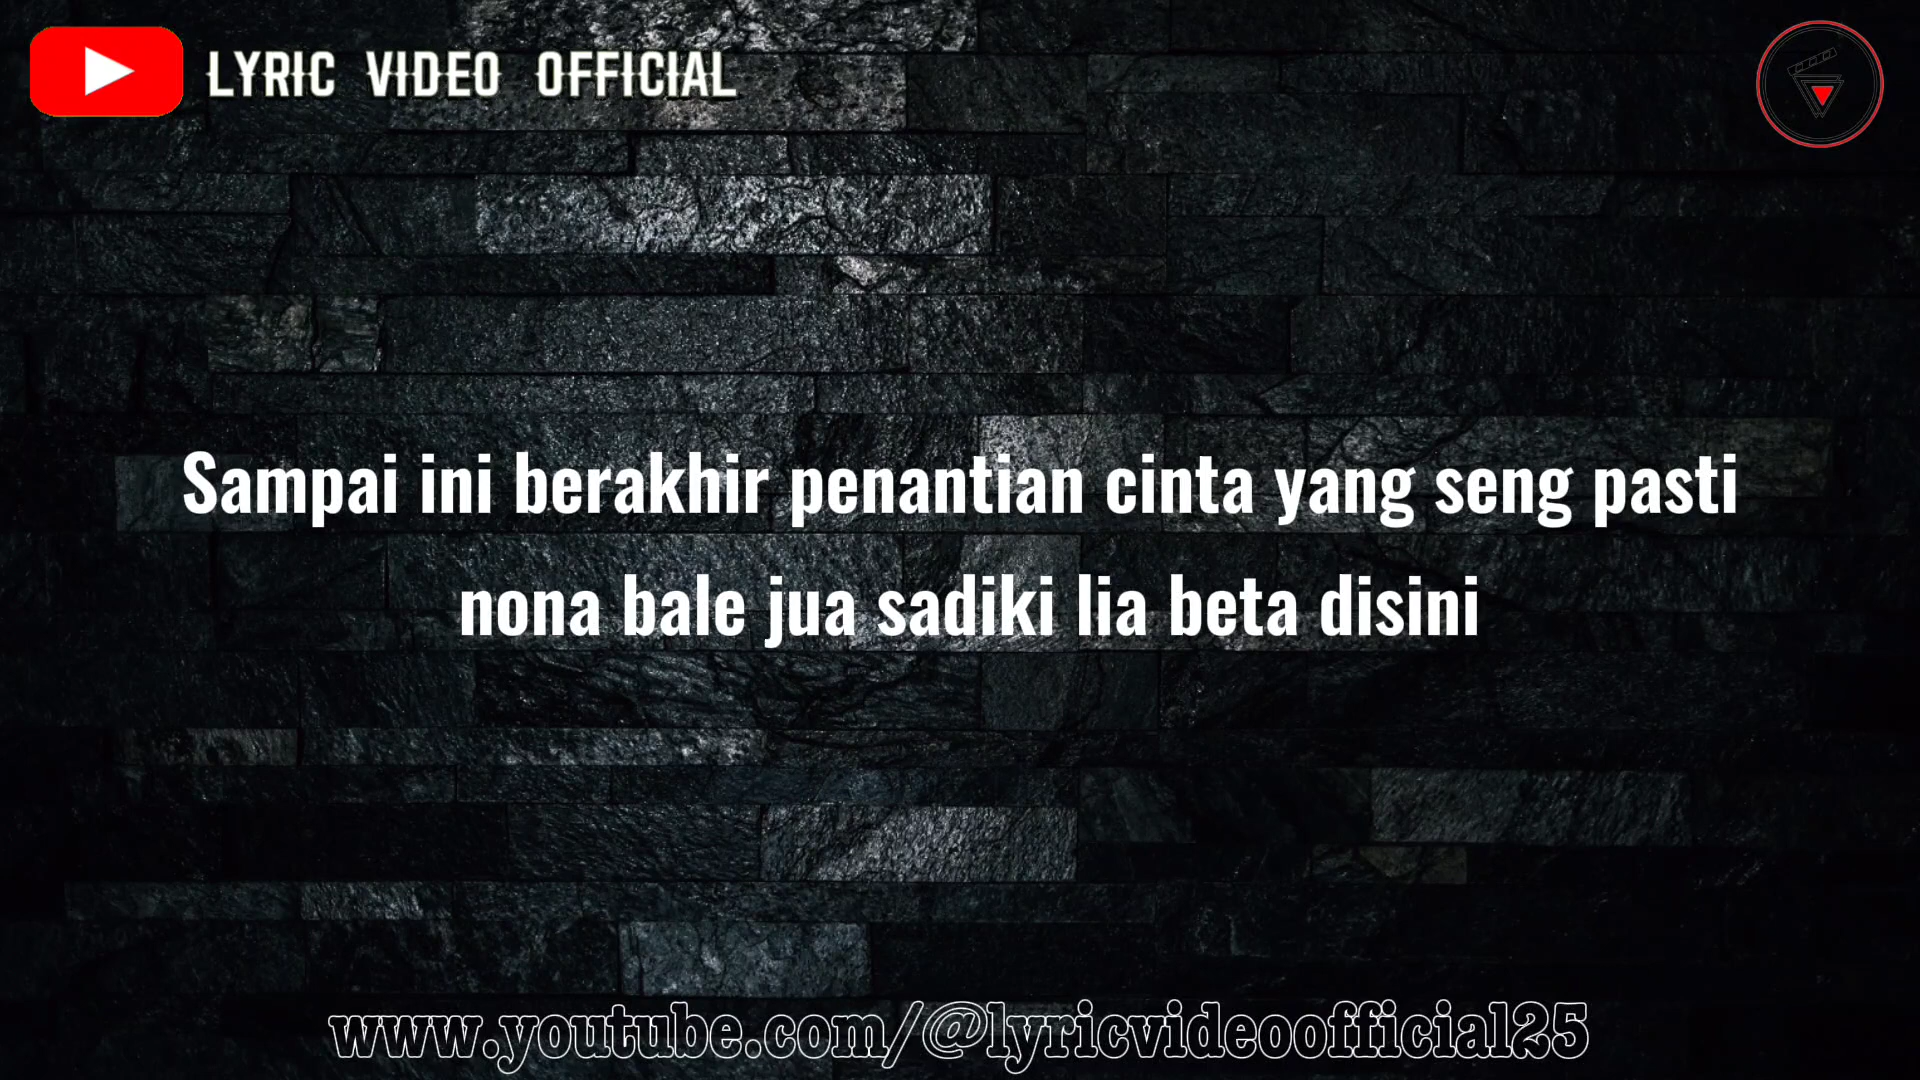 LYRIC VIDEO OFFICIAL
Sampai ini berakhir penantian cinta yang seng pasti
nona bale jua sadiki lia beta disini
www.youtube.com/@lyricvideoofficial25